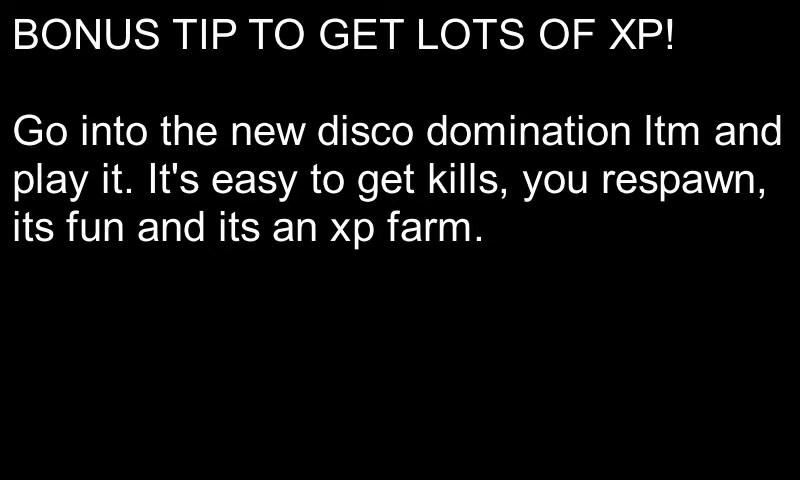 BONUS TIP TO GET LOTS OF XP!
Go into the new disco domination ltm and
play it. It's easy to get kills, you respawn,
its fun and its an xp farm.